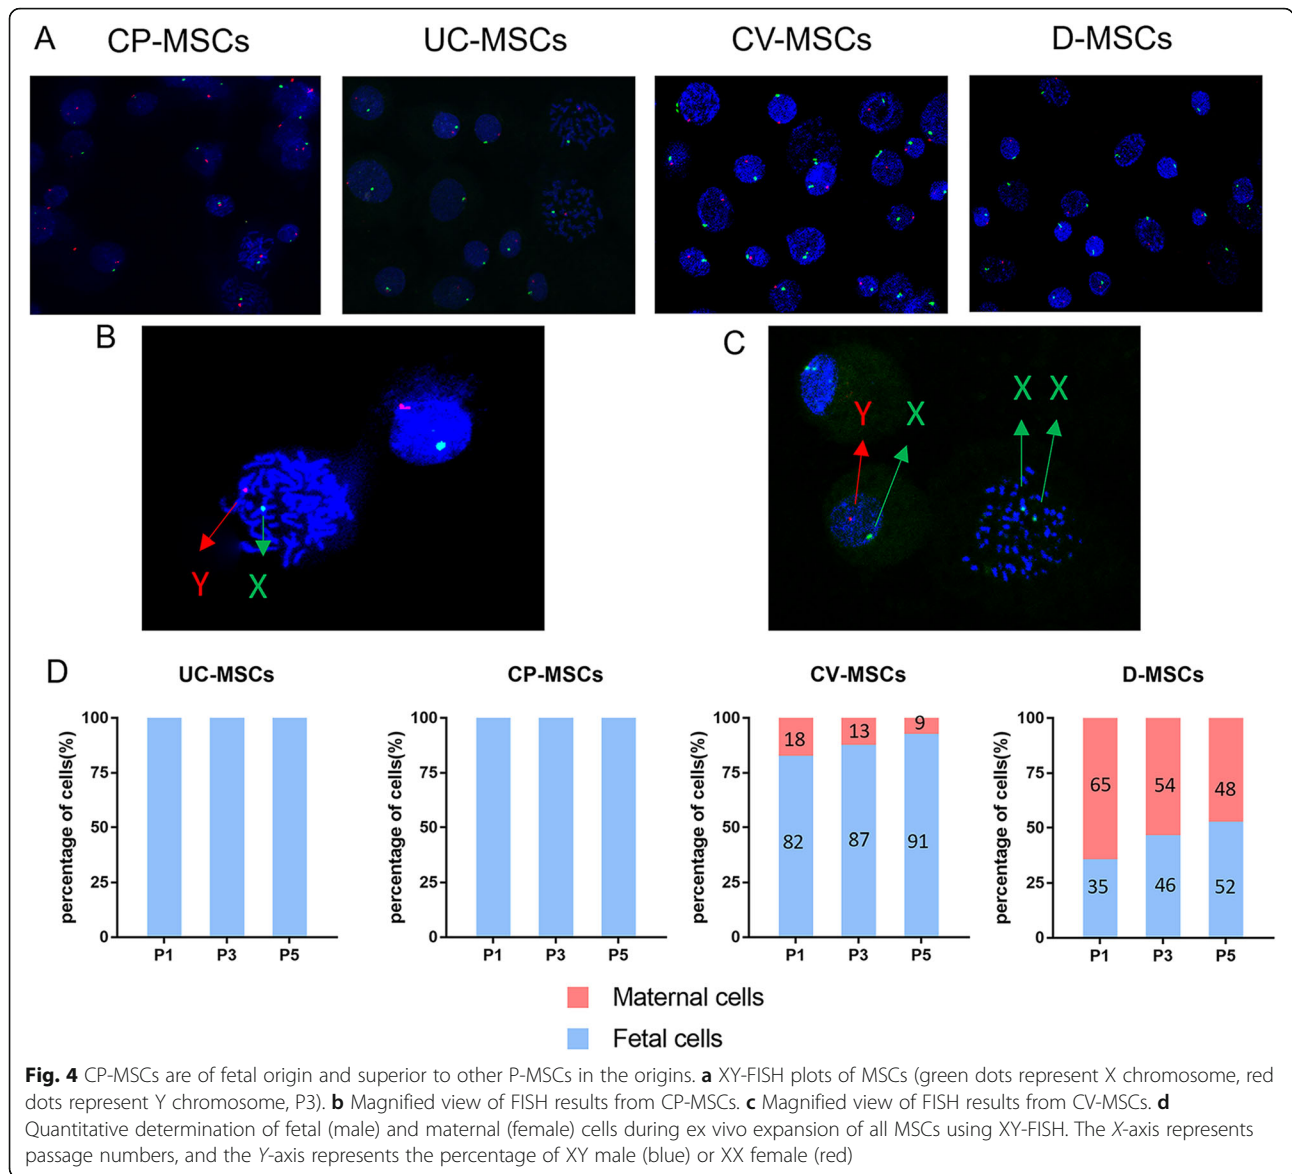 A
CP-MSCs
UC-MSCs
CV-MSCs
D-MSCs
B
Y
X
C
Y
X
X
X
D
UC-MSCs
percentage of cells(%)
100
75
50
25
0
P1
P3
P5
CP-MSCs
percentage of cells(%)
100
75
50
25
0
P1
P3
P5
CV-MSCs
percentage of cells(%)
100
75
50
25
0
18
13
9
82
87
91
P1
P3
P5
D-MSCs
percentage of cells(%)
100
75
50
25
0
65
54
48
35
46
52
P1
P3
P5
Maternal cells
Fetal cells
Fig. 4 CP-MSCs are of fetal origin and superior to other P-MSCs in the origins. a XY-FISH plots of MSCs (green dots represent X chromosome, red
dots represent Y chromosome, P3). b Magnified view of FISH results from CP-MSCs. c Magnified view of FISH results from CV-MSCs. d
Quantitative determination of fetal (male) and maternal (female) cells during ex vivo expansion of all MSCs using XY-FISH. The X-axis represents
passage numbers, and the Y-axis represents the percentage of XY male (blue) or XX female (red)